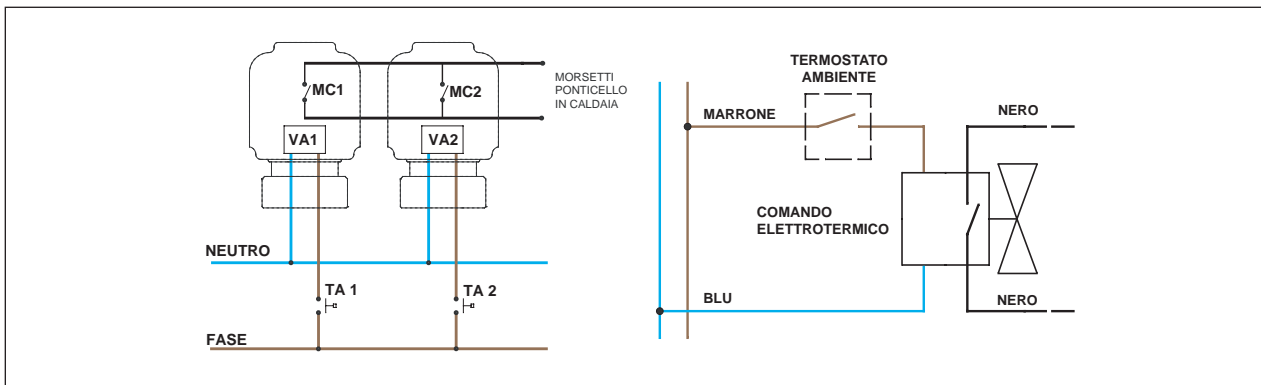 MC1
MC2
MORSETTI
PONTICELLO
IN CALDAIA
VA1
VA2
NEUTRO
TA 1
TA 2
FASE
TERMOSTATO
AMBIENTE
MARRONE
NERO
COMANDO
ELETTROTERMICO
BLU
NERO